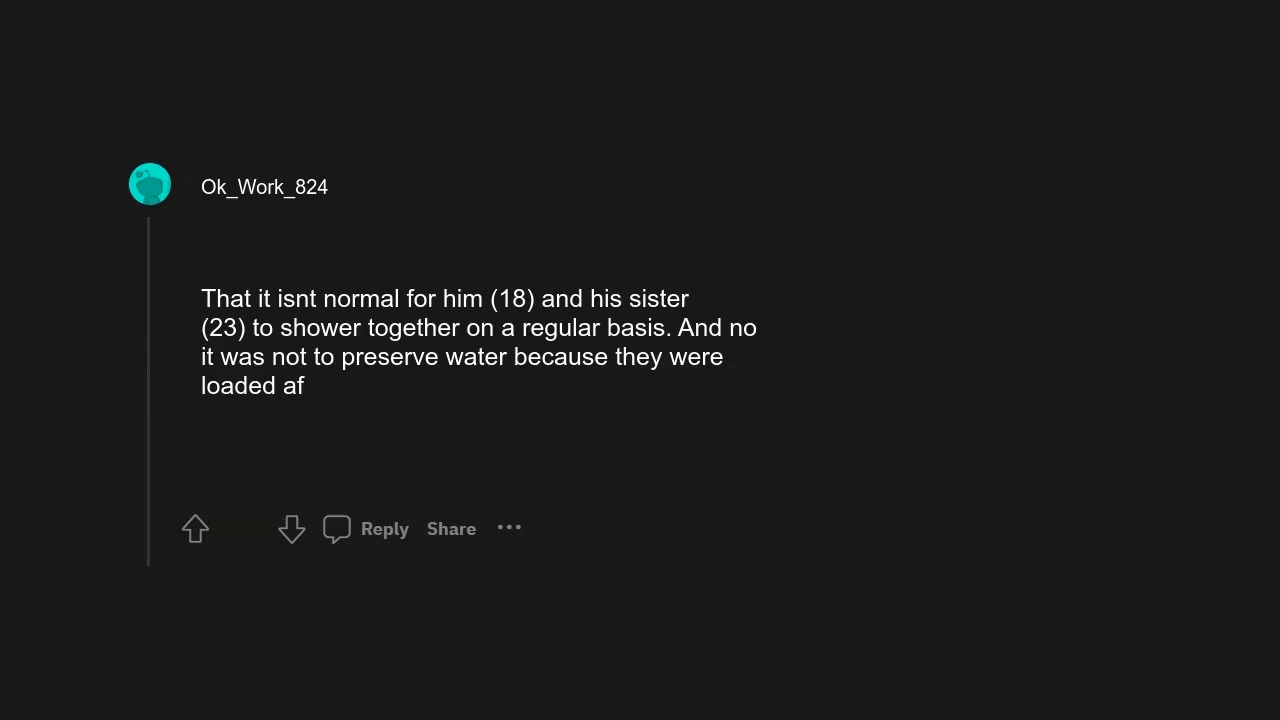 Ok_Work_824
That it isnt normal for him (18) and his sister
(23) to shower together on a regular basis. And no
it was not to preserve water because they were
loaded af
Reply Share